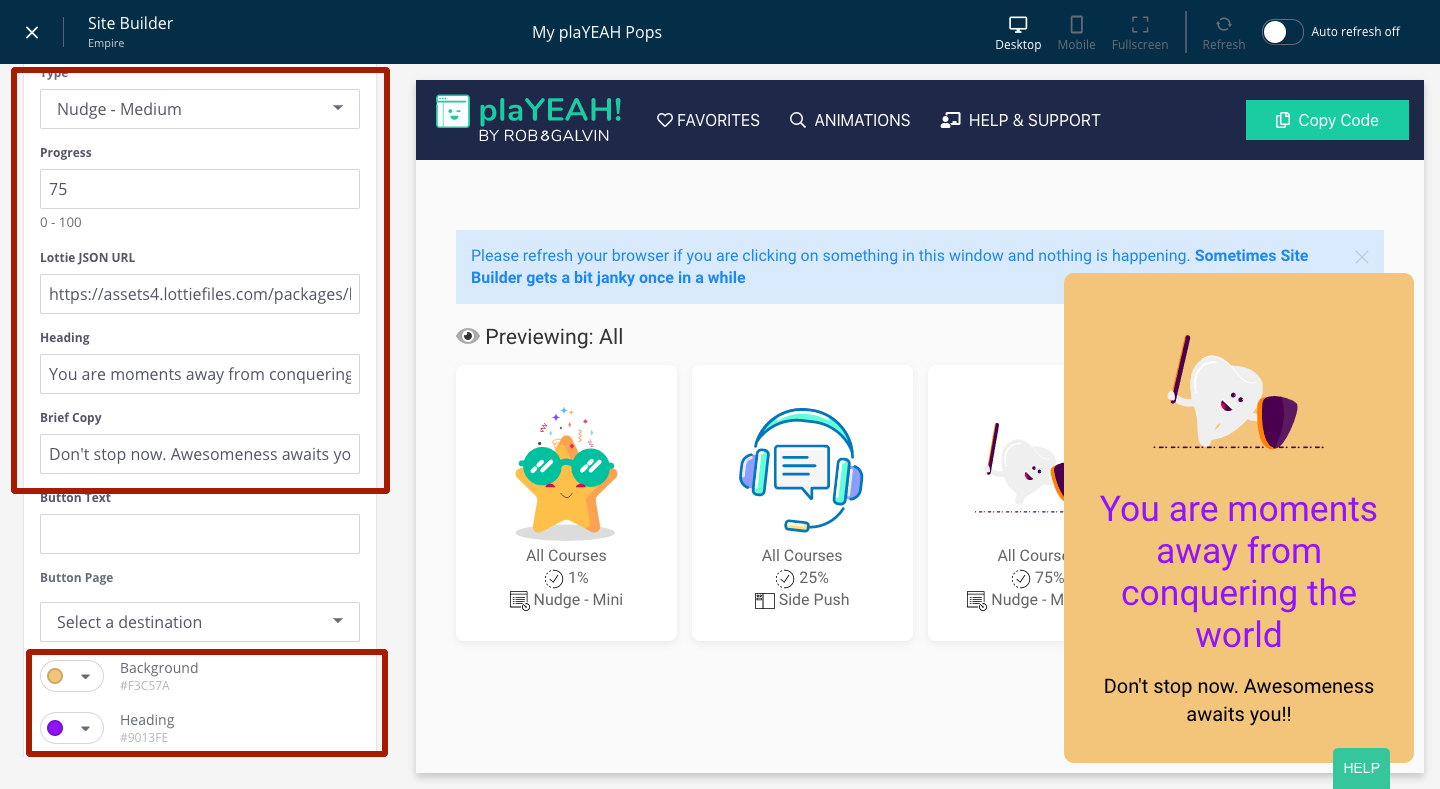 Site Builder
Empire
My plaYEAH Pops
Desktop
Mobile
Fullscreen
Refresh
Auto refresh off
Type
Nudge - Medium
Progress
75
0 - 100
Lottie JSON URL
https://assets4.lottiefiles.com/packages/l
Heading
You are moments away from conquering
Brief Copy
Don't stop now. Awesomeness awaits yo
Button Text
Button Page
Select a destination
Background
#F3C57A
Heading
#9013FE
plaYEAH!
BY ROB&GALVIN
FAVORITES
ANIMATIONS
HELP & SUPPORT
Copy Code
Please refresh your browser if you are clicking on something in this window and nothing is happening. Sometimes Site
Builder gets a bit janky once in a while
Previewing: All
All Courses
1%
Nudge - Mini
All Courses
25%
Side Push
All Course
75%
Nudge - M
You are moments
away from
conquering the
world
Don't stop now. Awesomeness
awaits you!!
HELP